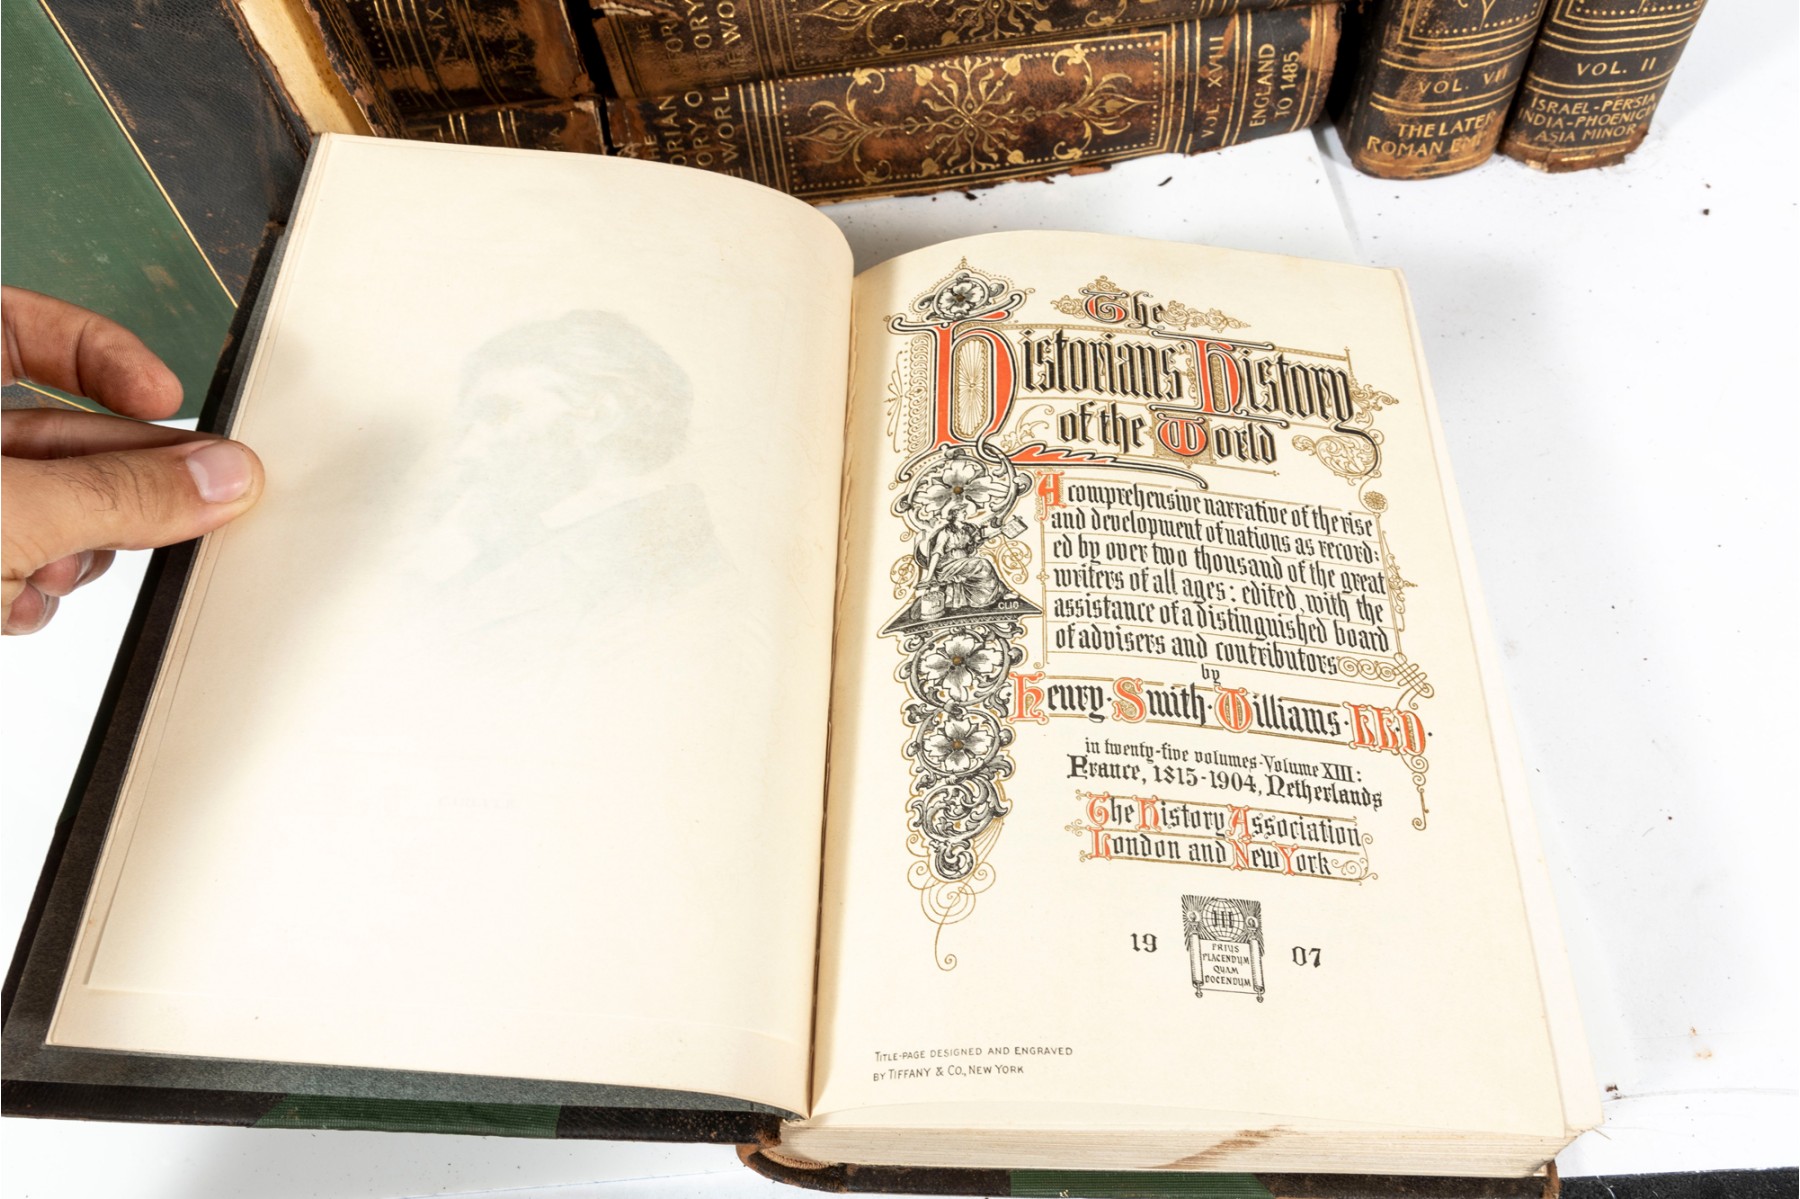 VOL. XVIII
ENGLAND
TO 1485
VOL. VII
THE LATER
ROMAN
VOL. II
ISRAEL-PERSIA
INDIA-PHOENICIA
ASIA MINOR
The
Historians' History
of the World
A comprehensive narrative of the rise
and development of nations as record:
ed by over two thousand of the great
writers of all ages: edited, with the
assistance of a distinguished board
of advisers and contributors
by
Henry·Smith·Williams·LL.D.
in twenty-five volumes-Volume XIII:
France, 1815-1904, Netherlands
The History Association
London and New York
CLIO
19 07
PRIUS
PLACENDUM
QUAM
DOCENDUM
TITLE-PAGE DESIGNED AND ENGRAVED
BY TIFFANY & CO., NEW YORK